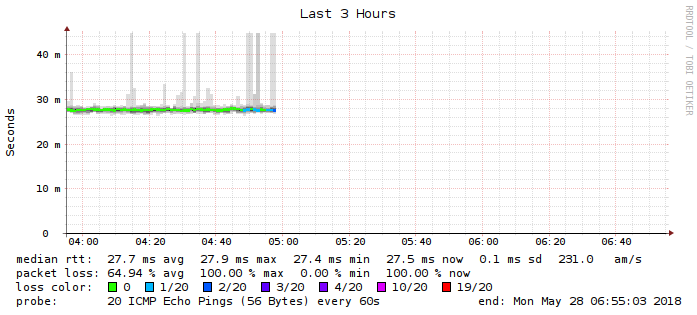 Last 3 Hours
RRDTOOL / TOBI OETIKER
Seconds
40 m
30 m
20 m
10 m
0
04:00 04:20 04:40 05:00 05:20 05:40 06:00 06:20 06:40
median rtt: 27.7 ms avg 27.9 ms max 27.4 ms min 27.5 ms now 0.1 ms sd 231.0 am/s
packet loss: 64.94 % avg 100.00 % max 0.00 % min 100.00 % now
loss color: 0 1/20 2/20 3/20 4/20 10/20 19/20
probe: 20 ICMP Echo Pings (56 Bytes) every 60s end: Mon May 28 06:55:03 2018